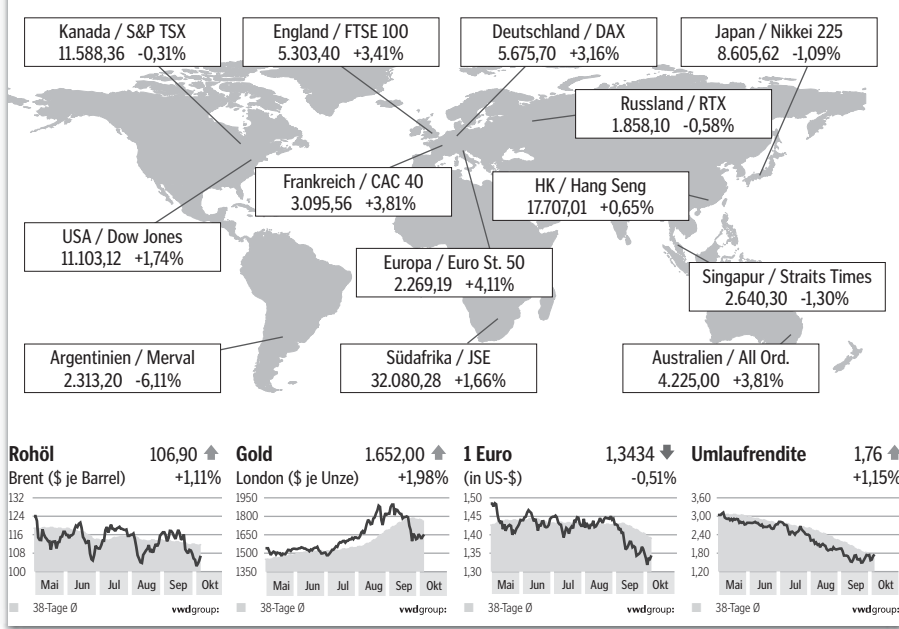 Kanada / S&P TSX
11.588,36 -0,31%
England / FTSE 100
5.303,40 +3,41%
Deutschland / DAX
5.675,70 +3,16%
Japan / Nikkei 225
8.605,62 -1,09%
Russland / RTX
1.858,10 -0,58%
Frankreich / CAC 40
3.095,56 +3,81%
HK / Hang Seng
17.707,01 +0,65%
USA / Dow Jones
11.103,12 +1,74%
Europa / Euro St. 50
2.269,19 +4,11%
Singapur / Straits Times
2.640,30 -1,30%
Argentinien / Merval
2.313,20 -6,11%
Südafrika / JSE
32.080,28 +1,66%
Australien / All Ord.
4.225,00 +3,81%
Rohöl 106,90
Brent ($ je Barrel) +1,11%
132
124
116
108
100
Mai Jun Jul Aug Sep Okt
38-Tage Ø vwdgroup:
Gold 1.652,00
London ($ je Unze) +1,98%
1950
1800
1650
1500
1350
Mai Jun Jul Aug Sep Okt
38-Tage Ø vwdgroup:
1 Euro 1,3434
(in US-$) -0,51%
1,50
1,45
1,40
1,35
1,30
Mai Jun Jul Aug Sep Okt
38-Tage Ø vwdgroup:
Umlaufrendite 1,76
+1,15%
3,60
3,00
2,40
1,80
1,20
Mai Jun Jul Aug Sep Okt
38-Tage Ø vwdgroup: